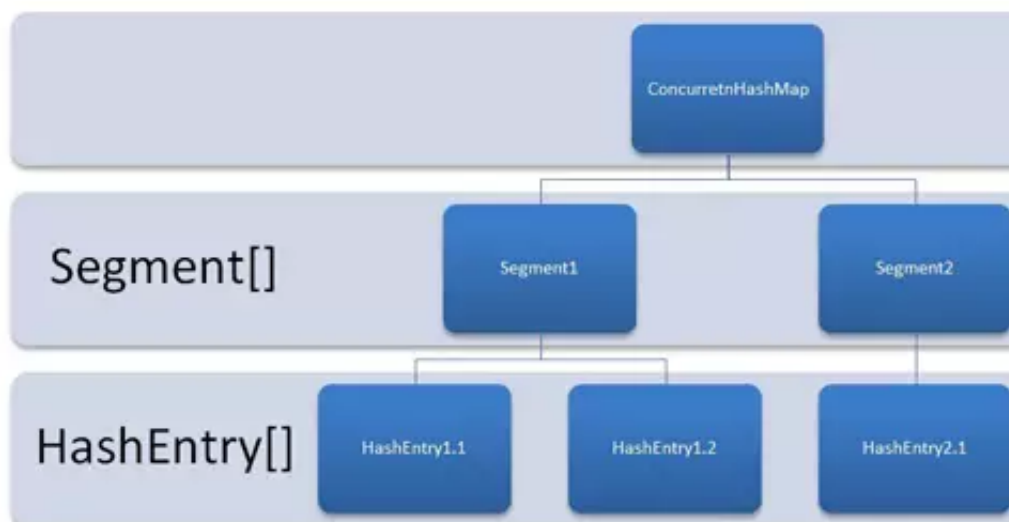 ConcurretnHashMap
Segment[]
Segment1
Segment2
HashEntry[]
HashEntry1.1
HashEntry1.2
HashEntry2.1